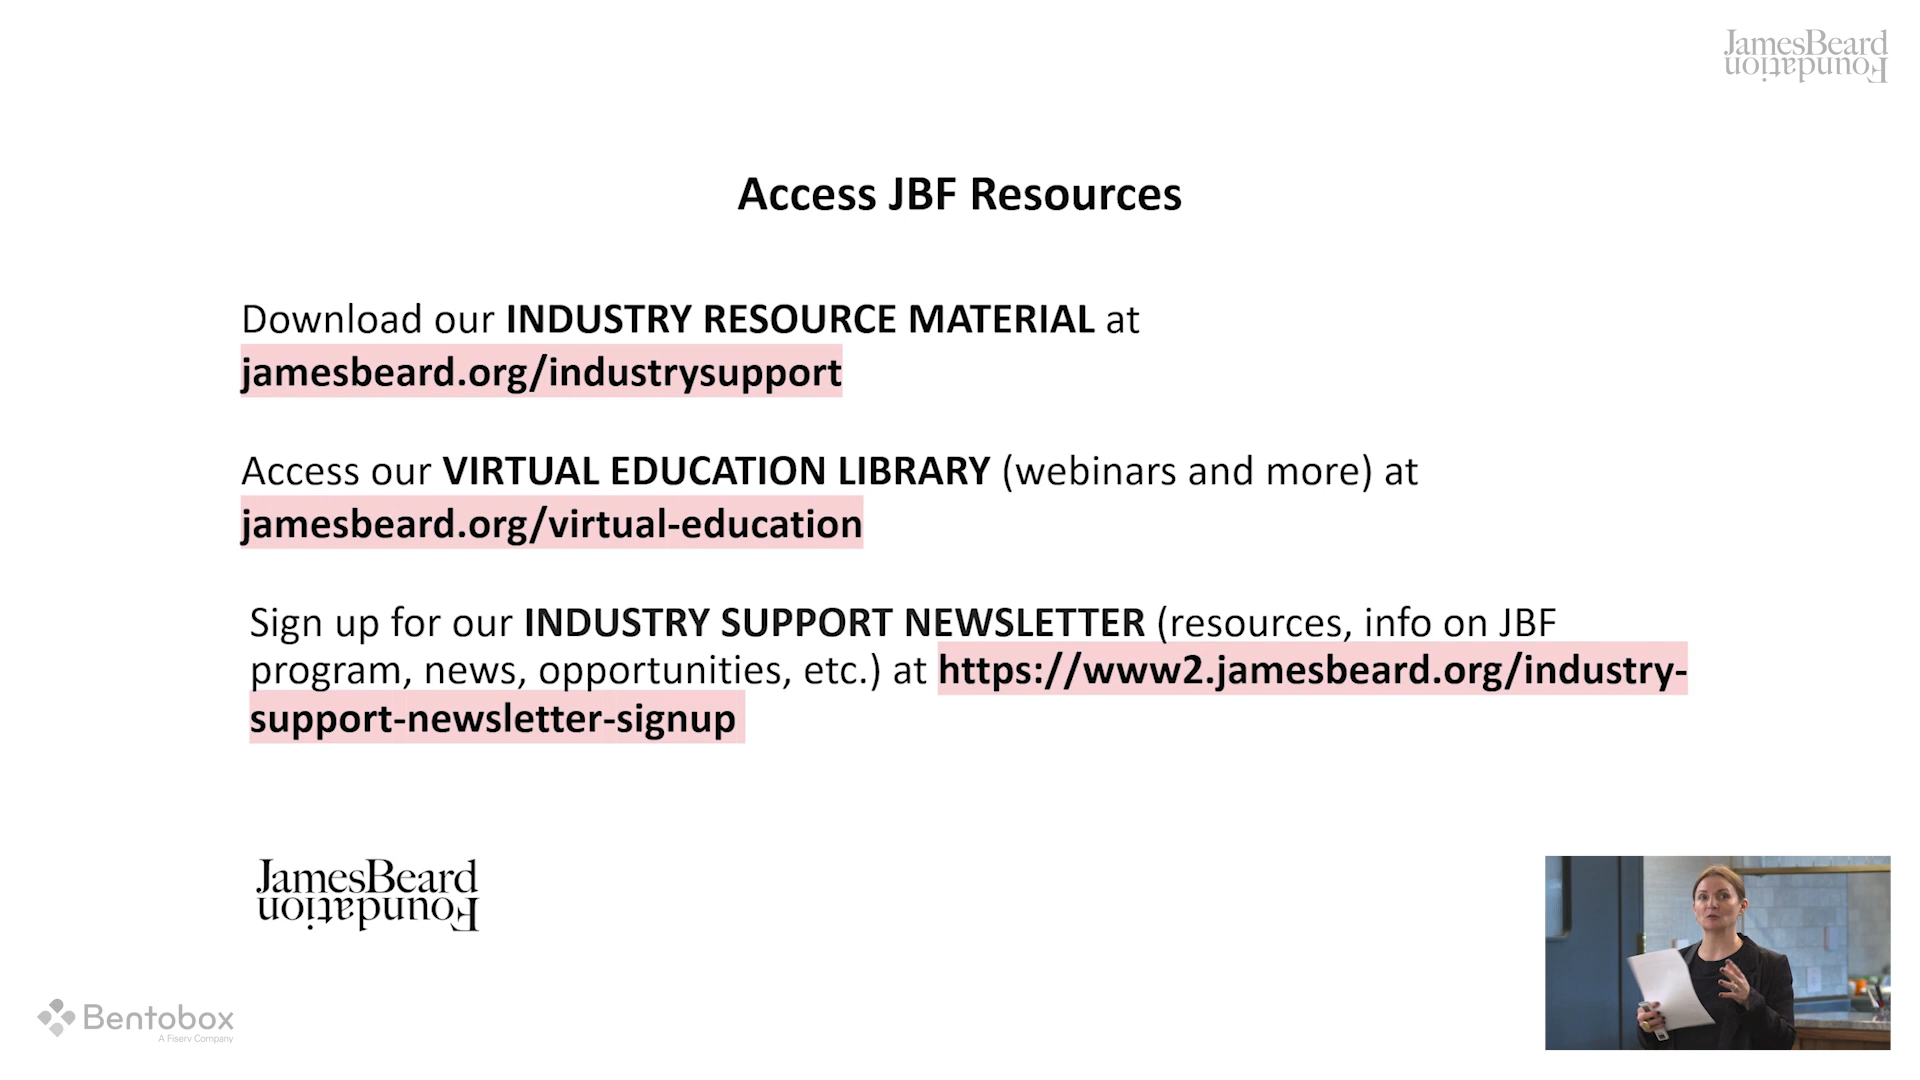 JamesBeard
Foundation
Access JBF Resources
Download our INDUSTRY RESOURCE MATERIAL at
jamesbeard.org/industrysupport
Access our VIRTUAL EDUCATION LIBRARY (webinars and more) at
jamesbeard.org/virtual-education
Sign up for our INDUSTRY SUPPORT NEWSLETTER (resources, info on JBF
program, news, opportunities, etc.) at https://www2.jamesbeard.org/industry-
support-newsletter-signup
JamesBeard
Foundation
Bentobox
A Fiserv Company